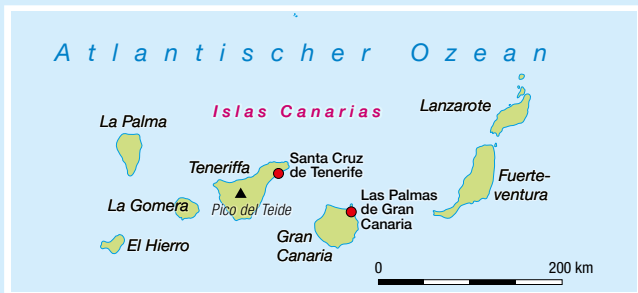 Atlantischer Ozean
Islas Canarias
Lanzarote
La Palma
Santa Cruz
de Tenerife
Teneriffa
Fuerte-
ventura
La Gomera
Pico del Teide
Las Palmas
de Gran
Canaria
El Hierro
Gran
Canaria
0 200 km